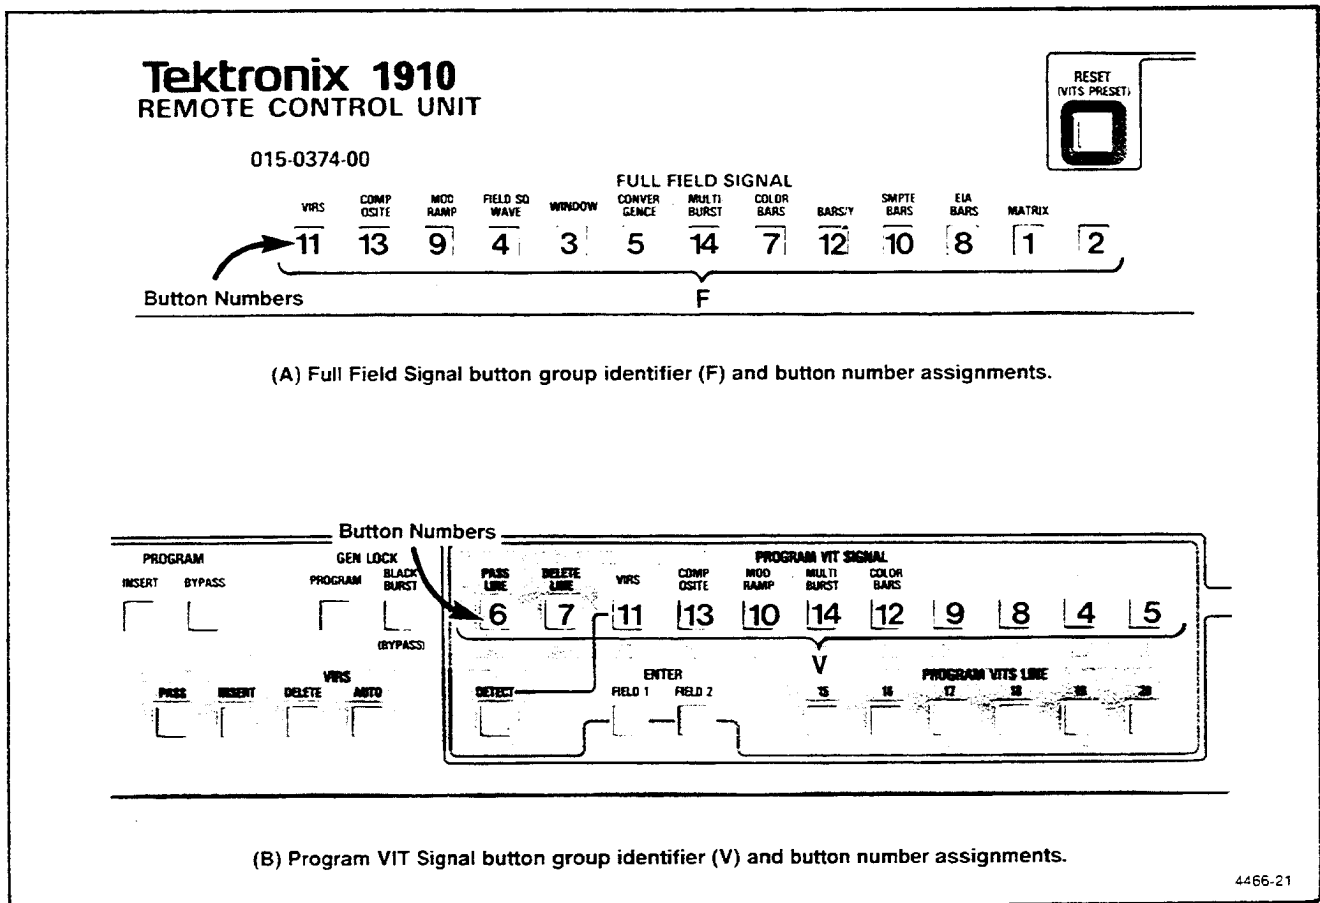 Tektronix 1910
REMOTE CONTROL UNIT
015-0374-00
RESET
(VITS PRESET)
FULL FIELD SIGNAL
VIRS COMP OSITE MOD RAMP FIELD SQ WAVE WINDOW CONVER GENCE MULTI BURST COLOR BARS BARS/Y SMPTE BARS EIA BARS MATRIX
11 13 9 4 3 5 14 7 12 10 8 1 2
Button Numbers
F
(A) Full Field Signal button group identifier (F) and button number assignments.
Button Numbers
PROGRAM
INSERT BYPASS
GEN LOCK
PROGRAM BLACK BURST
(BYPASS)
PROGRAM VIT SIGNAL
PASS LINE DELETE LINE VIRS COMP OSITE MOD RAMP MULTI BURST COLOR BARS
6 7 11 13 10 14 12 9 8 4 5
V
VIRS
PASS INSERT DELETE AUTO
DETECT
ENTER
FIELD 1 FIELD 2
PROGRAM VITS LINE
15 16 17 18 19 20
(B) Program VIT Signal button group identifier (V) and button number assignments.
4466-21